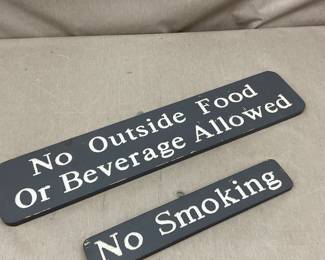 No Outside Food
Or Beverage Allowed
No Smoking